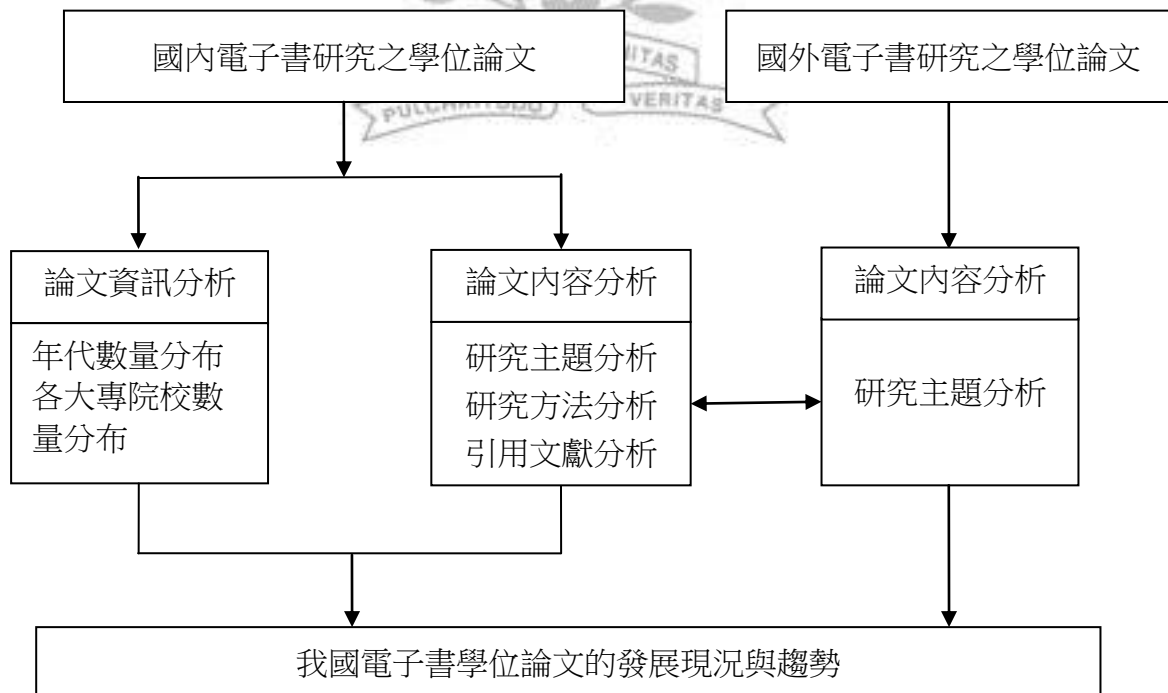 國內電子書研究之學位論文
國外電子書研究之學位論文
VERITAS
論文資訊分析
年代數量分布
各大專院校數
量分布
論文內容分析
研究主題分析
研究方法分析
引用文獻分析
論文內容分析
研究主題分析
我國電子書學位論文的發展現況與趨勢